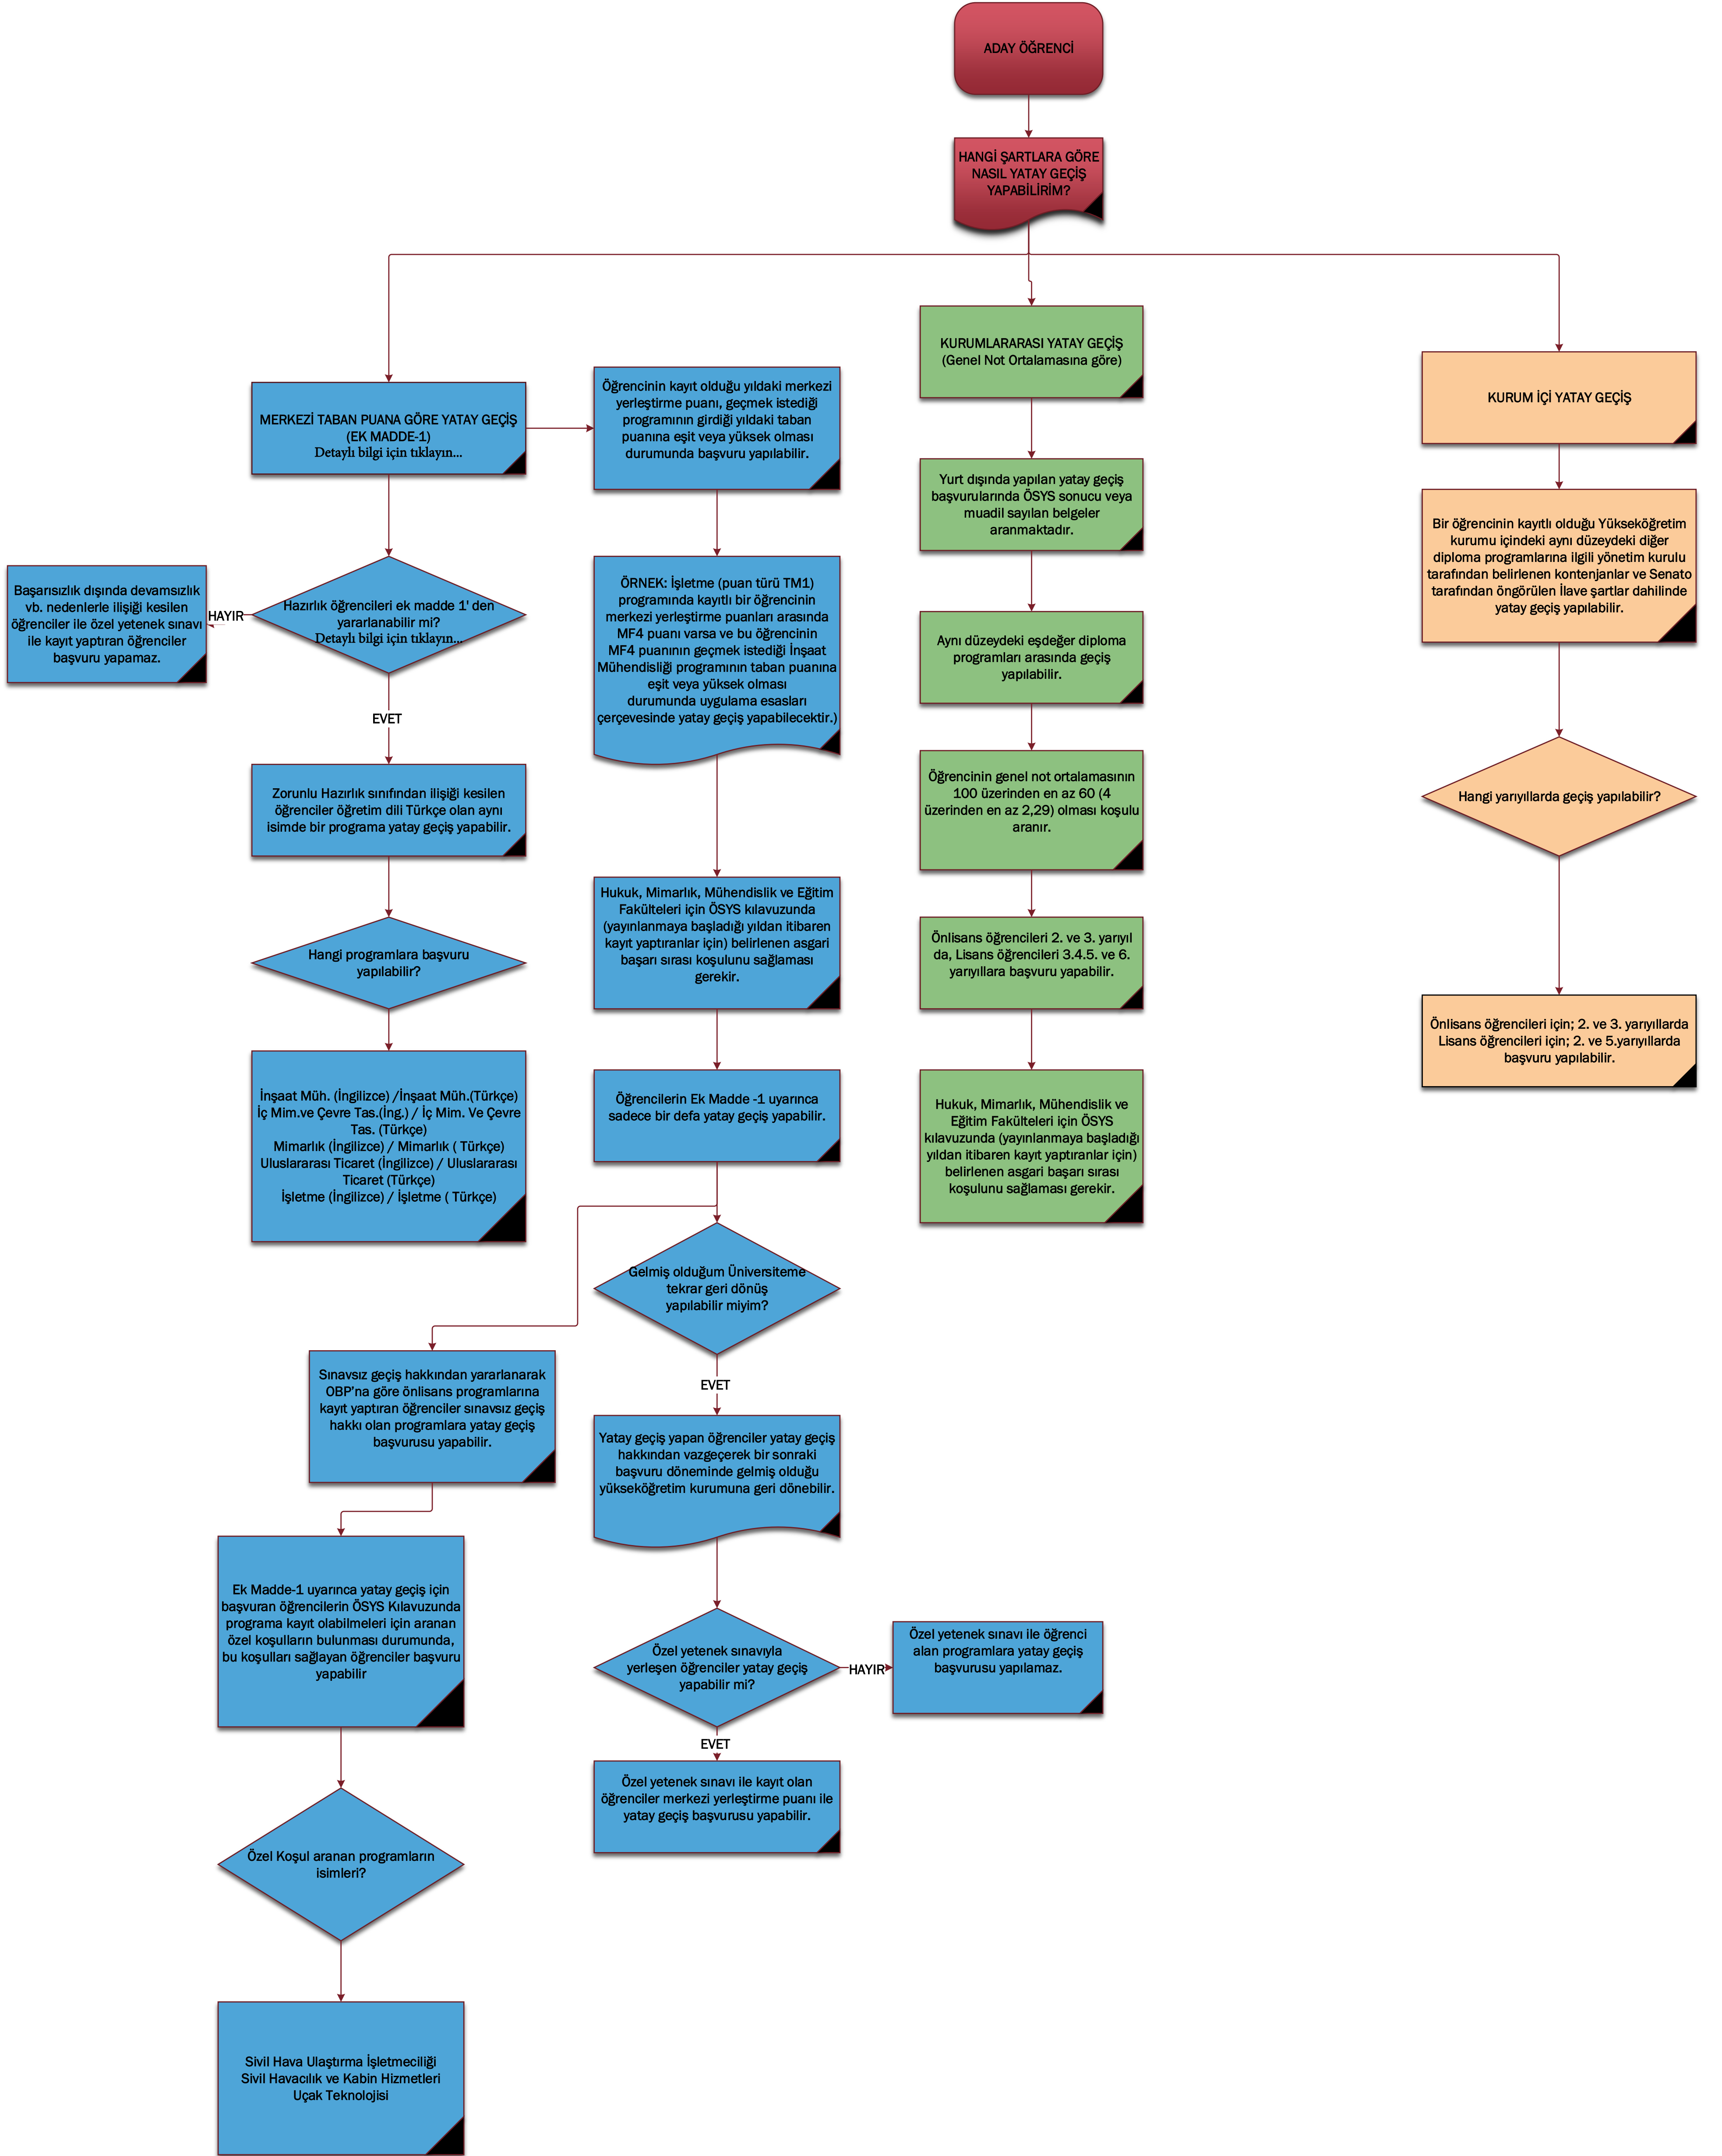 ADAY ÖĞRENCİ
HANGİ ŞARTLARA GÖRE
NASIL YATAY GEÇİŞ
YAPABİLİRİM?
MERKEZİ TABAN PUANA GÖRE YATAY GEÇİŞ
(EK MADDE-1)
Detaylı bilgi için tıklayın...
Öğrencinin kayıt olduğu yıldaki merkezi
yerleştirme puanı, geçmek istediği
programının girdiği yıldaki taban
puanına eşit veya yüksek olması
durumunda başvuru yapılabilir.
KURUMLARARASI YATAY GEÇİŞ
(Genel Not Ortalamasına göre)
KURUM İÇİ YATAY GEÇİŞ
Başarısızlık dışında devamsızlık
vb. nedenlerle ilişiği kesilen
öğrenciler ile özel yetenek sınavı
ile kayıt yaptıran öğrenciler
başvuru yapamaz.
HAYIR
Hazırlık öğrencileri ek madde 1' den
yararlanabilir mi?
Detaylı bilgi için tıklayın...
EVET
Zorunlu Hazırlık sınıfından ilişiği kesilen
öğrenciler öğretim dili Türkçe olan aynı
isimde bir programa yatay geçiş yapabilir.
Hangi programlara başvuru
yapılabilir?
İnşaat Müh. (İngilizce) /İnşaat Müh.(Türkçe)
İç Mim.ve Çevre Tas.(İng.) / İç Mim. Ve Çevre
Tas. (Türkçe)
Mimarlık (İngilizce) / Mimarlık ( Türkçe)
Uluslararası Ticaret (İngilizce) / Uluslararası
Ticaret (Türkçe)
İşletme (İngilizce) / İşletme ( Türkçe)
ÖRNEK: İşletme (puan türü TM1)
programında kayıtlı bir öğrencinin
merkezi yerleştirme puanları arasında
MF4 puanı varsa ve bu öğrencinin
MF4 puanının geçmek istediği İnşaat
Mühendisliği programının taban puanına
eşit veya yüksek olması
durumunda uygulama esasları
çerçevesinde yatay geçiş yapabilecektir.)
Hukuk, Mimarlık, Mühendislik ve Eğitim
Fakülteleri için ÖSYS kılavuzunda
(yayınlanmaya başladığı yıldan itibaren
kayıt yaptıranlar için) belirlenen asgari
başarı sırası koşulunu sağlaması
gerekir.
Öğrencilerin Ek Madde -1 uyarınca
sadece bir defa yatay geçiş yapabilir.
Gelmiş olduğum Üniversiteme
tekrar geri dönüş
yapılabilir miyim?
EVET
Yatay geçiş yapan öğrenciler yatay geçiş
hakkından vazgeçerek bir sonraki
başvuru döneminde gelmiş olduğu
yükseköğretim kurumuna geri dönebilir.
Özel yetenek sınavıyla
yerleşen öğrenciler yatay geçiş
yapabilir mi?
HAYIR
Özel yetenek sınavı ile öğrenci
alan programlara yatay geçiş
başvurusu yapılamaz.
EVET
Özel yetenek sınavı ile kayıt olan
öğrenciler merkezi yerleştirme puanı ile
yatay geçiş başvurusu yapabilir.
Sınavsız geçiş hakkından yararlanarak
OBP'na göre önlisans programlarına
kayıt yaptıran öğrenciler sınavsız geçiş
hakkı olan programlara yatay geçiş
başvurusu yapabilir.
Ek Madde-1 uyarınca yatay geçiş için
başvuran öğrencilerin ÖSYS Kılavuzunda
programa kayıt olabilmeleri için aranan
özel koşulların bulunması durumunda,
bu koşulları sağlayan öğrenciler başvuru
yapabilir
Özel Koşul aranan programların
isimleri?
Sivil Hava Ulaştırma İşletmeciliği
Sivil Havacılık ve Kabin Hizmetleri
Uçak Teknolojisi
Yurt dışında yapılan yatay geçiş
başvurularında ÖSYS sonucu veya
muadil sayılan belgeler
aranmaktadır.
Aynı düzeydeki eşdeğer diploma
programları arasında geçiş
yapılabilir.
Öğrencinin genel not ortalamasının
100 üzerinden en az 60 (4
üzerinden en az 2,29) olması koşulu
aranır.
Önlisans öğrencileri 2. ve 3. yarıyıl
da, Lisans öğrencileri 3.4.5. ve 6.
yarıyıllara başvuru yapabilir.
Hukuk, Mimarlık, Mühendislik ve
Eğitim Fakülteleri için ÖSYS
kılavuzunda (yayınlanmaya başladığı
yıldan itibaren kayıt yaptıranlar için)
belirlenen asgari başarı sırası
koşulunu sağlaması gerekir.
Bir öğrencinin kayıtlı olduğu Yükseköğretim
kurumu içindeki aynı düzeydeki diğer
diploma programlarına ilgili yönetim kurulu
tarafından belirlenen kontenjanlar ve Senato
tarafından öngörülen İlave şartlar dahilinde
yatay geçiş yapılabilir.
Hangi yarıyıllarda geçiş yapılabilir?
Önlisans öğrencileri için; 2. ve 3. yarıyıllarda
Lisans öğrencileri için; 2. ve 5.yarıyıllarda
başvuru yapılabilir.